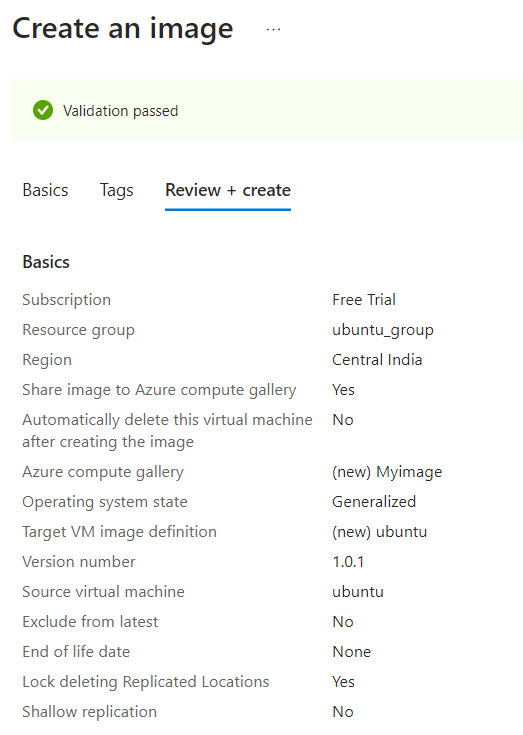 Create an image ...
Validation passed
Basics Tags Review + create
Basics
Subscription Free Trial
Resource group ubuntu_group
Region Central India
Share image to Azure compute gallery Yes
Automatically delete this virtual machine No
after creating the image
Azure compute gallery (new) Myimage
Operating system state Generalized
Target VM image definition (new) ubuntu
Version number 1.0.1
Source virtual machine ubuntu
Exclude from latest No
End of life date None
Lock deleting Replicated Locations Yes
Shallow replication No